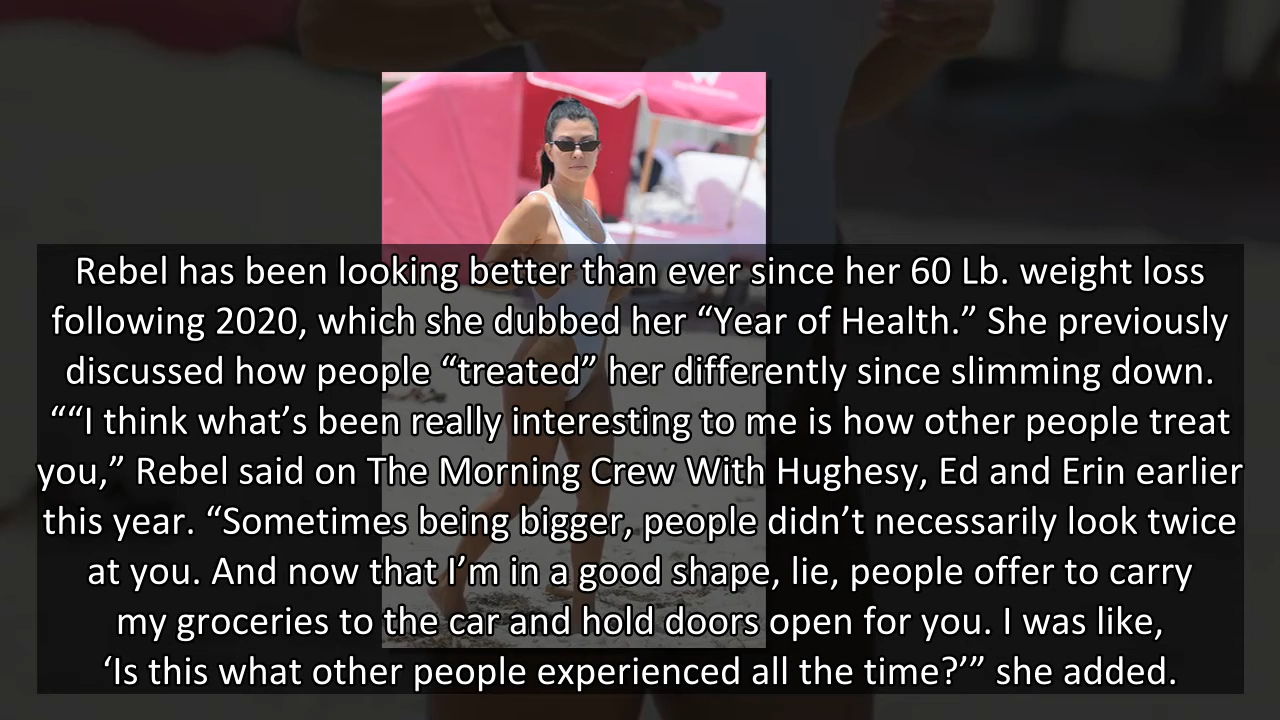 Rebel has been looking better than ever since her 60 Lb. weight loss
following 2020, which she dubbed her “Year of Health.” She previously
discussed how people “treated” her differently since slimming down.
““I think what’s been really interesting to me is how other people treat
you,” Rebel said on The Morning Crew With Hughesy, Ed and Erin earlier
this year. “Sometimes being bigger, people didn’t necessarily look twice
at you. And now that I’m in a good shape, lie, people offer to carry
my groceries to the car and hold doors open for you. I was like,
‘Is this what other people experienced all the time?’” she added.